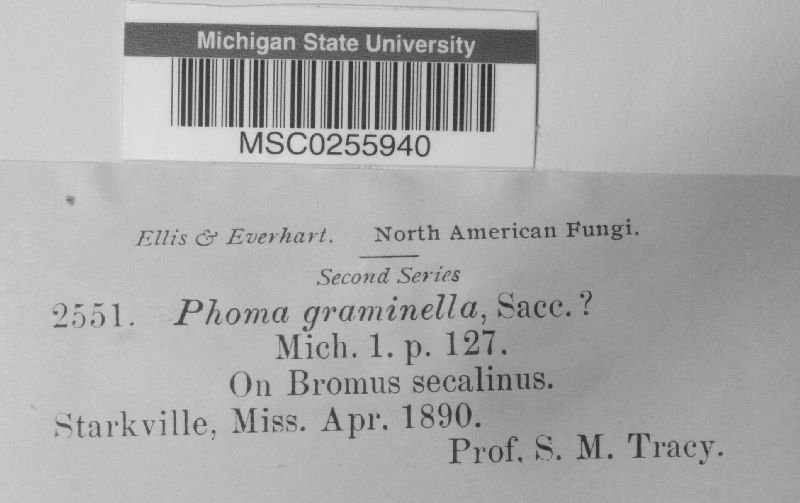 Michigan State University
MSC0255940
Ellis & Everhart. North American Fungi.
Second Series
2551. Phoma graminella, Sacc. ?
Mich. 1. p. 127.
On Bromus secalinus.
Starkville, Miss. Apr. 1890.
Prof. S. M. Tracy.